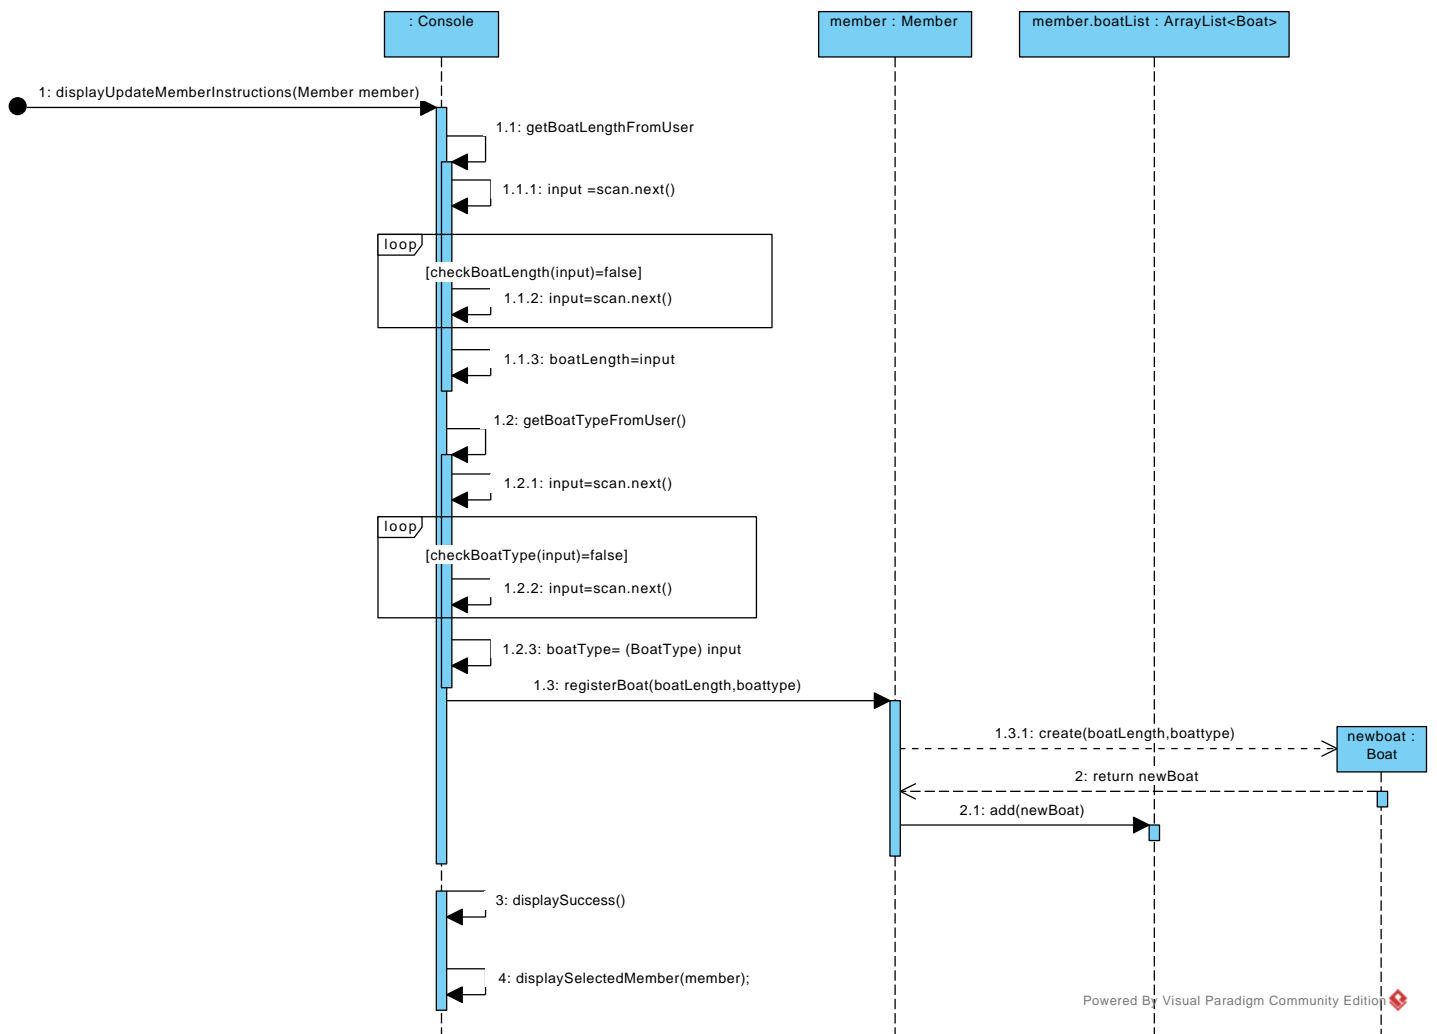 : Console
member : Member
member.boatList : ArrayList<Boat>
1: displayUpdateMemberInstructions(Member member)
1.1: getBoatLengthFromUser
1.1.1: input =scan.next()
loop
[checkBoatLength(input)=false]
1.1.2: input=scan.next()
1.1.3: boatLength=input
1.2: getBoatTypeFromUser()
1.2.1: input=scan.next()
loop
[checkBoatType(input)=false]
1.2.2: input=scan.next()
1.2.3: boatType= (BoatType) input
1.3: registerBoat(boatLength,boattype)
1.3.1: create(boatLength,boattype)
newboat :
Boat
2: return newBoat
2.1: add(newBoat)
3: displaySuccess()
4: displaySelectedMember(member);
Powered By Visual Paradigm Community Edition